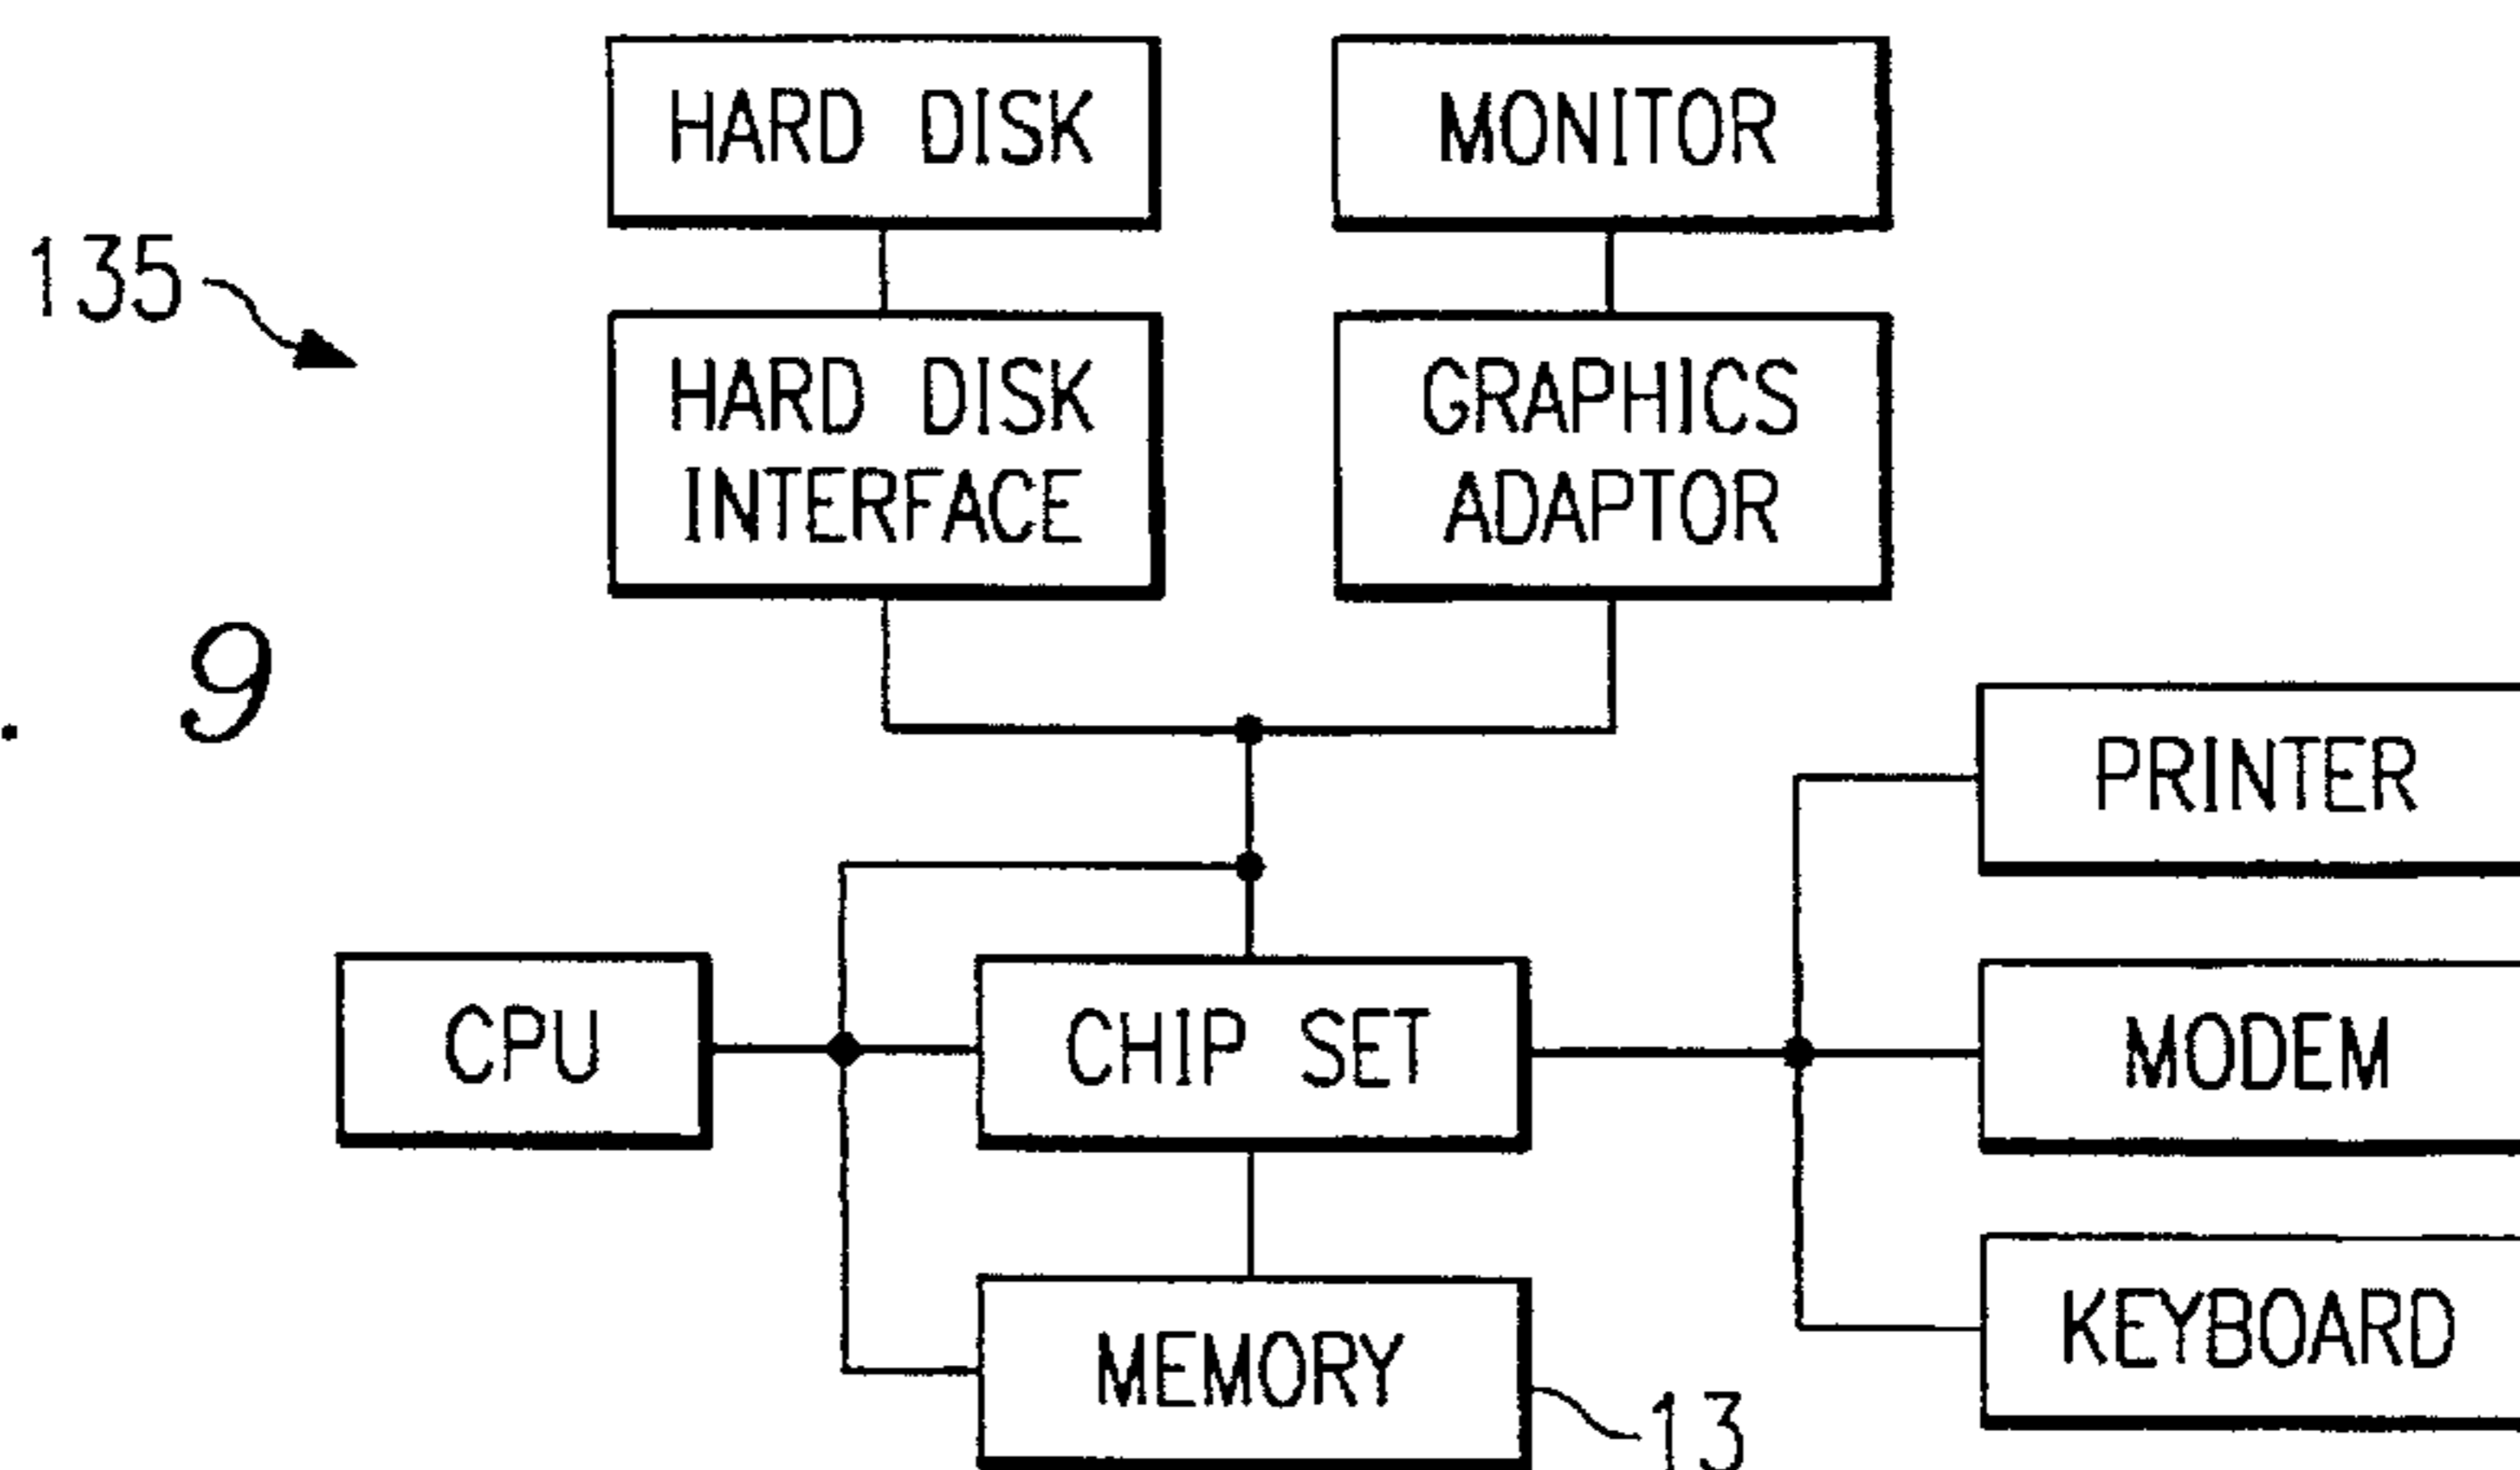 HARD DISK
MONITOR
135
HARD DISK
INTERFACE
GRAPHICS
ADAPTOR
. 9
PRINTER
CPU
CHIP SET
MODEM
MEMORY
KEYBOARD
13